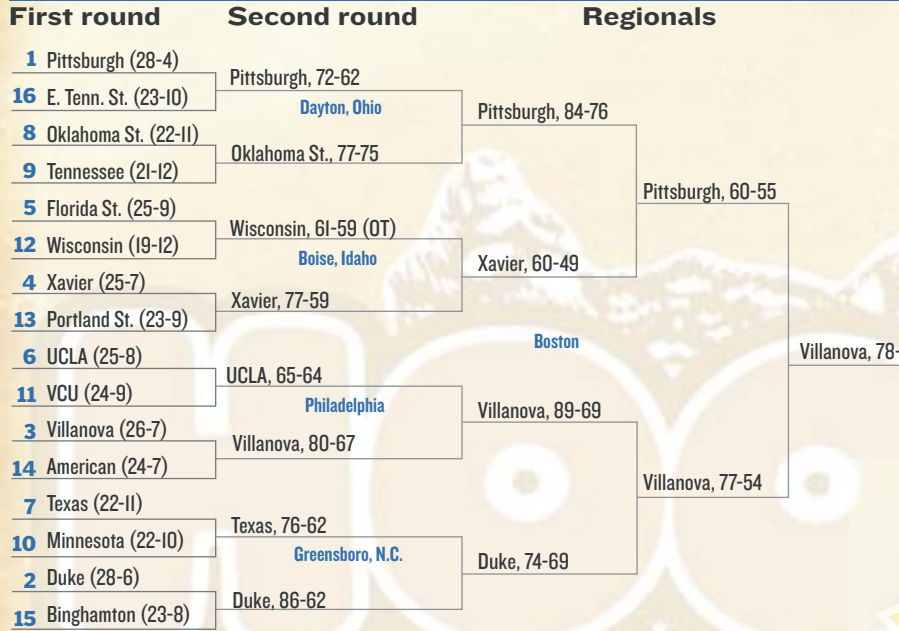 First round
Second round
Regionals
1 Pittsburgh (28-4)
16 E. Tenn. St. (23-10)
8 Oklahoma St. (22-11)
9 Tennessee (21-12)
5 Florida St. (25-9)
12 Wisconsin (19-12)
4 Xavier (25-7)
13 Portland St. (23-9)
6 UCLA (25-8)
11 VCU (24-9)
3 Villanova (26-7)
14 American (24-7)
7 Texas (22-11)
10 Minnesota (22-10)
2 Duke (28-6)
15 Binghamton (23-8)
Pittsburgh, 72-62
Dayton, Ohio
Oklahoma St., 77-75
Wisconsin, 61-59 (OT)
Boise, Idaho
Xavier, 77-59
UCLA, 65-64
Philadelphia
Villanova, 80-67
Texas, 76-62
Greensboro, N.C.
Duke, 86-62
Pittsburgh, 84-76
Xavier, 60-49
Boston
Villanova, 89-69
Duke, 74-69
Pittsburgh, 60-55
Villanova, 77-54
Villanova, 78-